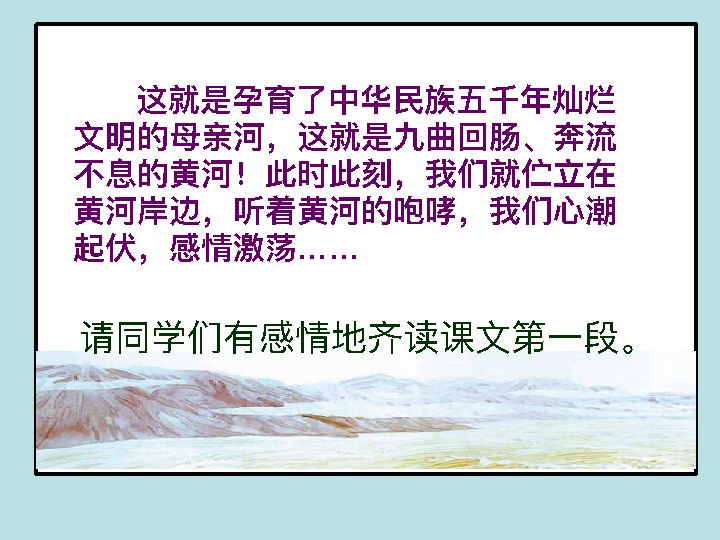 这就是孕育了中华民族五千年灿烂
文明的母亲河，这就是九曲回肠、奔流
不息的黄河！此时此刻，我们就伫立在
黄河岸边，听着黄河的咆哮，我们心潮
起伏，感情激荡……
请同学们有感情地齐读课文第一段。